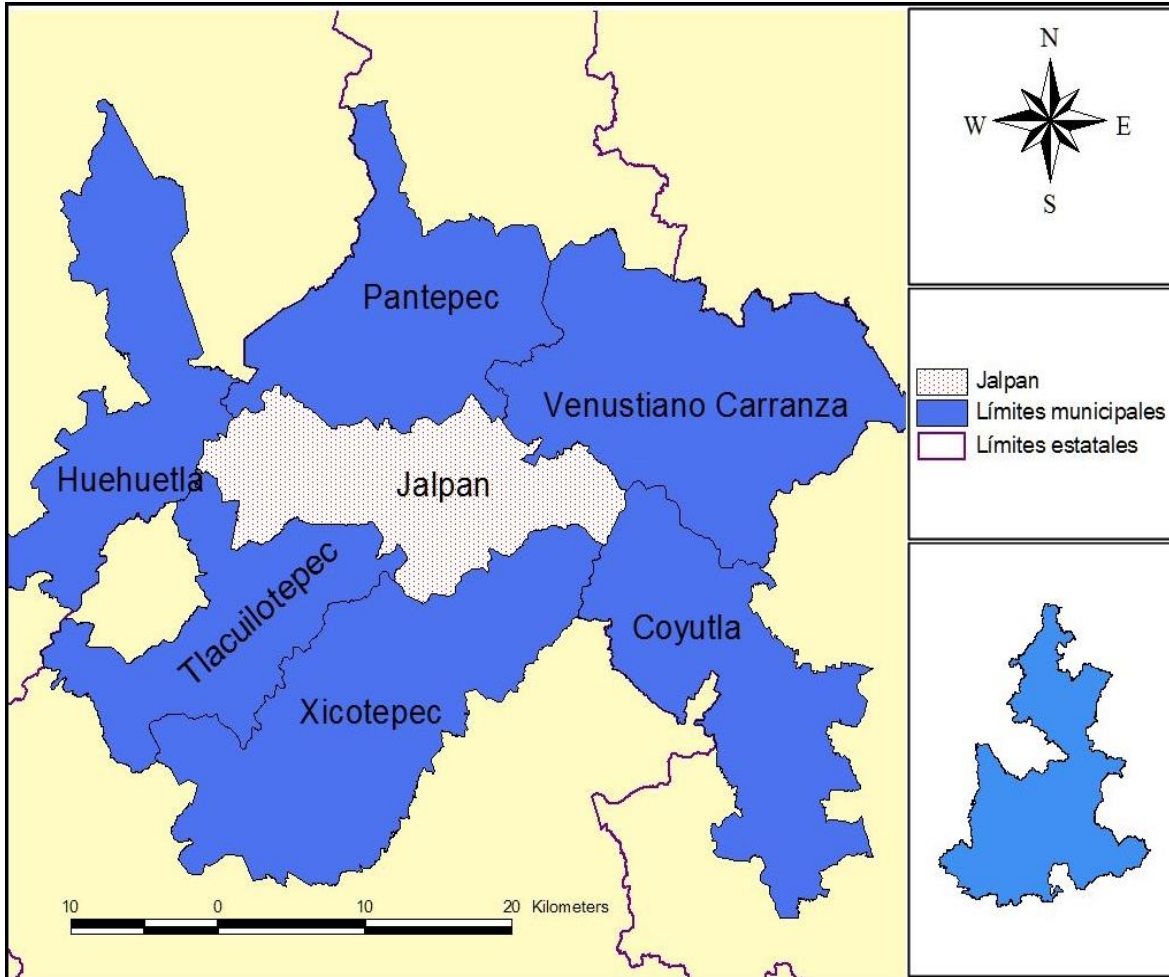 Pantepec
Venustiano Carranza
Huehuetla
Jalpan
Tlacuilotepec
Coyutla
Xicotepec
10 0 10 20 Kilometers
N
W E
S
Jalpan
Límites municipales
Límites estatales